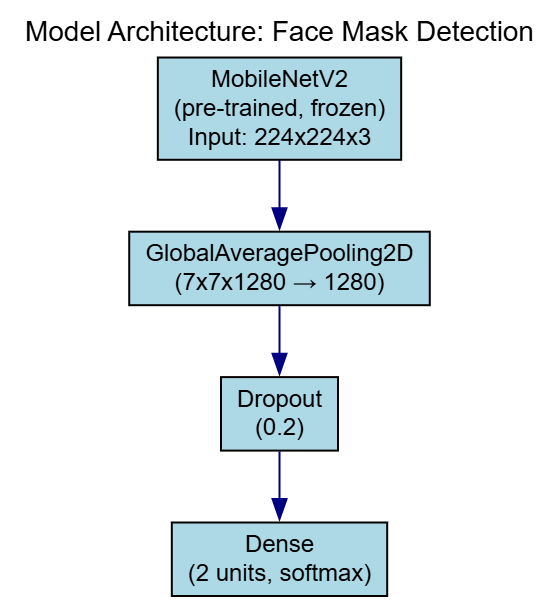 Model Architecture: Face Mask Detection
MobileNetV2
(pre-trained, frozen)
Input: 224x224x3
GlobalAveragePooling2D
(7x7x1280 → 1280)
Dropout
(0.2)
Dense
(2 units, softmax)